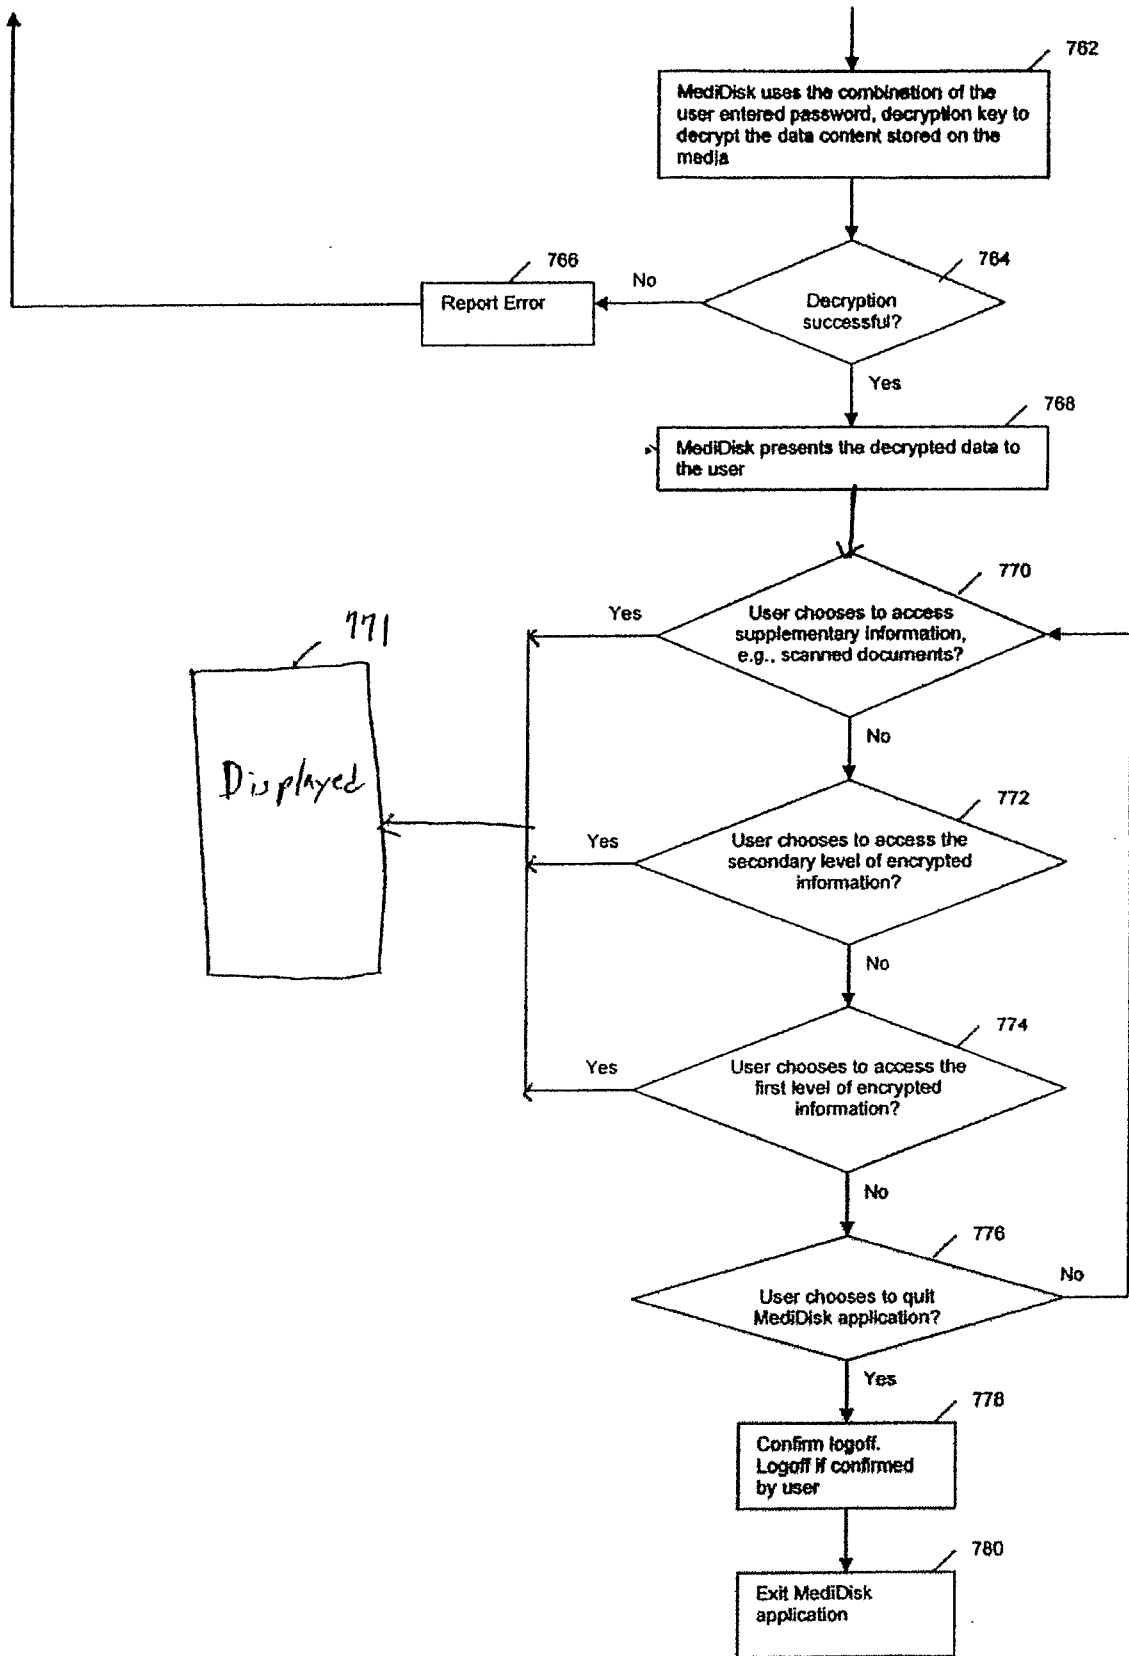 762
MediDisk uses the combination of the
user entered password, decryption key to
decrypt the data content stored on the
media
766
No
764
Report Error
Decryption
successful?
Yes
768
MediDisk presents the decrypted data to
the user
770
Yes
User chooses to access
supplementary information,
e.g., scanned documents?
771
Displayed
No
772
Yes
User chooses to access the
secondary level of encrypted
information?
No
774
Yes
User chooses to access the
first level of encrypted
information?
No
776
No
User chooses to quit
MediDisk application?
Yes
778
Confirm logoff.
Logoff if confirmed
by user
780
Exit MediDisk
application